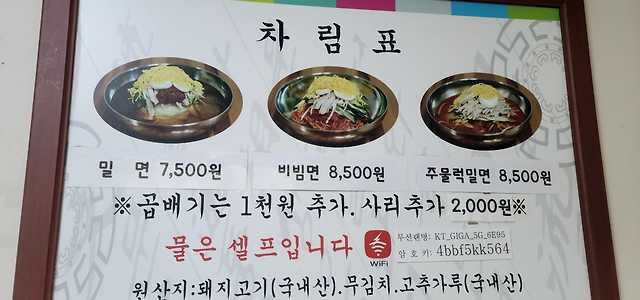 차 림 표
밀 면 7,500원 비빔면 8,500원 주물럭밀면 8,500원
※곱배기는 1천원 추가. 사리추가 2,000원※
물은 셀프입니다 WiFi 무선랜명: KT_GIGA_5G_6E95
암 호 키: 4bbf5kk564
원산지:돼지고기(국내산).무김치.고추가루(국내산)